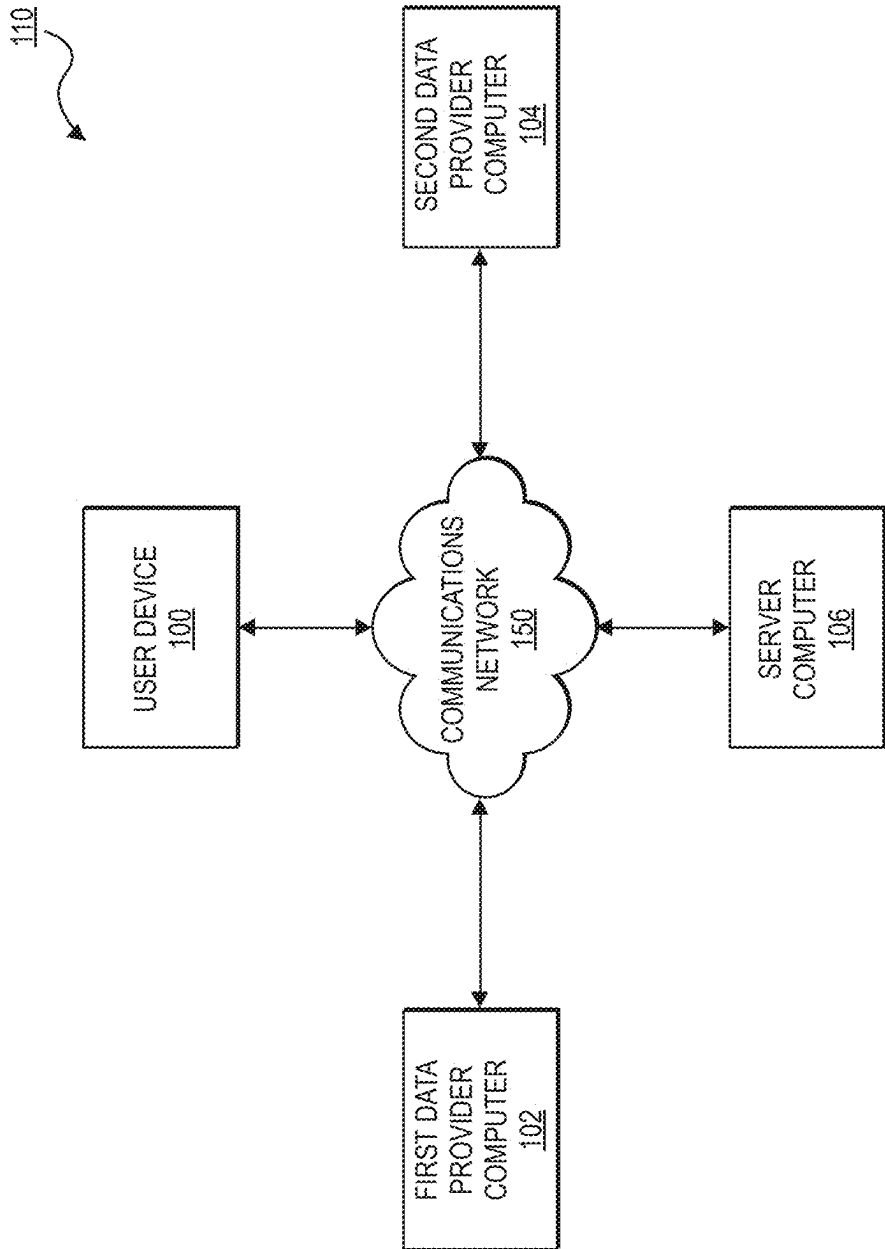 110
USER DEVICE
100
FIRST DATA
PROVIDER
COMPUTER
102
COMMUNICATIONS
NETWORK
150
SECOND DATA
PROVIDER
COMPUTER
104
SERVER
COMPUTER
106